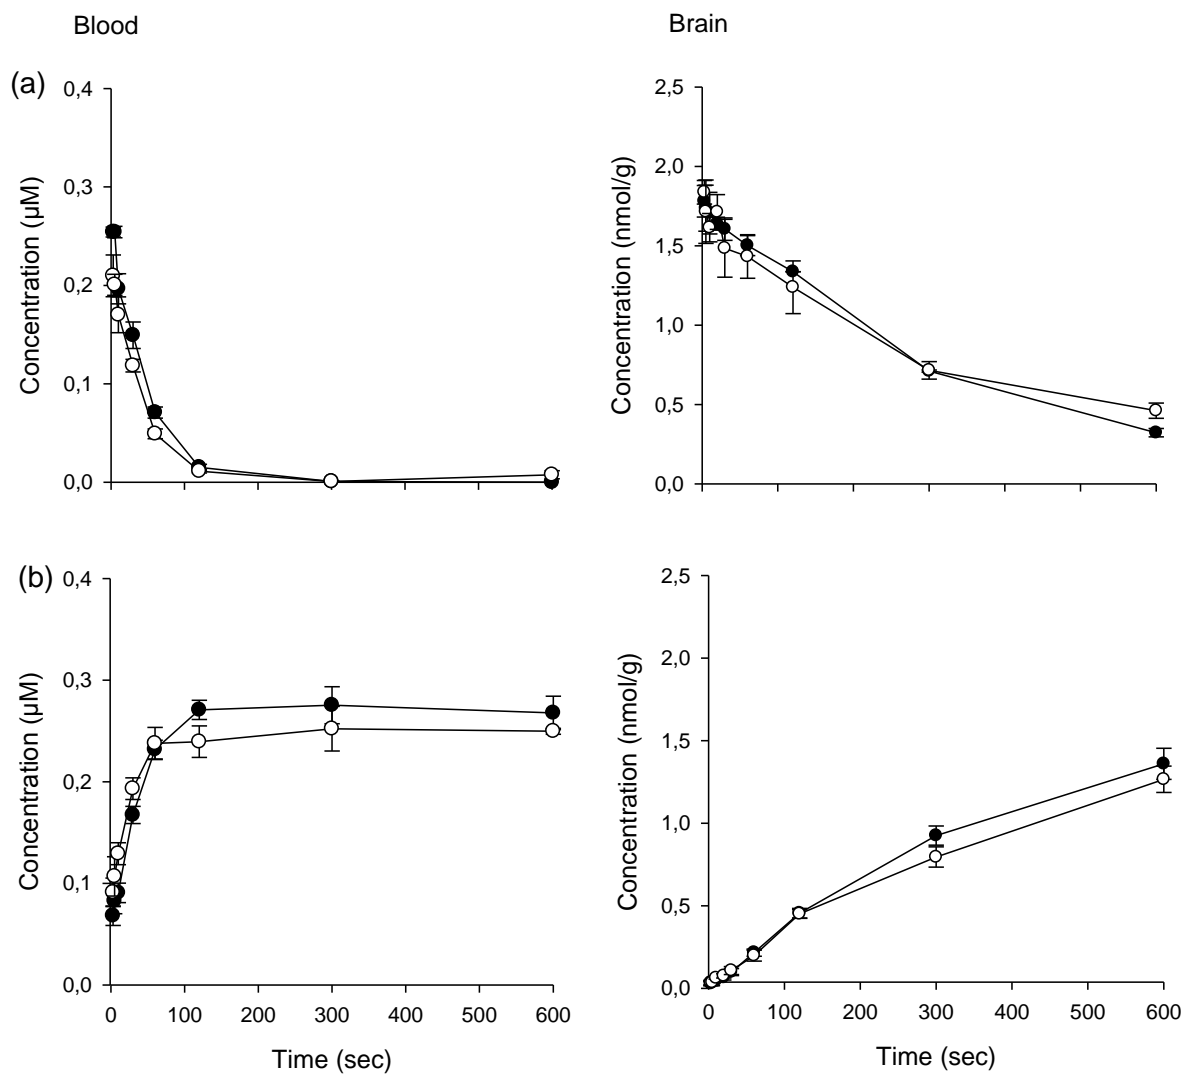 Blood
Brain
(a)
0,4
0,3
0,2
0,1
0,0
Concentration (µM)
2,5
2,0
1,5
1,0
0,5
0,0
Concentration (nmol/g)
(b)
0,4
0,3
0,2
0,1
0,0
Concentration (µM)
0 100 200 300 400 500 600
Time (sec)
2,5
2,0
1,5
1,0
0,5
0,0
Concentration (nmol/g)
0 100 200 300 400 500 600
Time (sec)